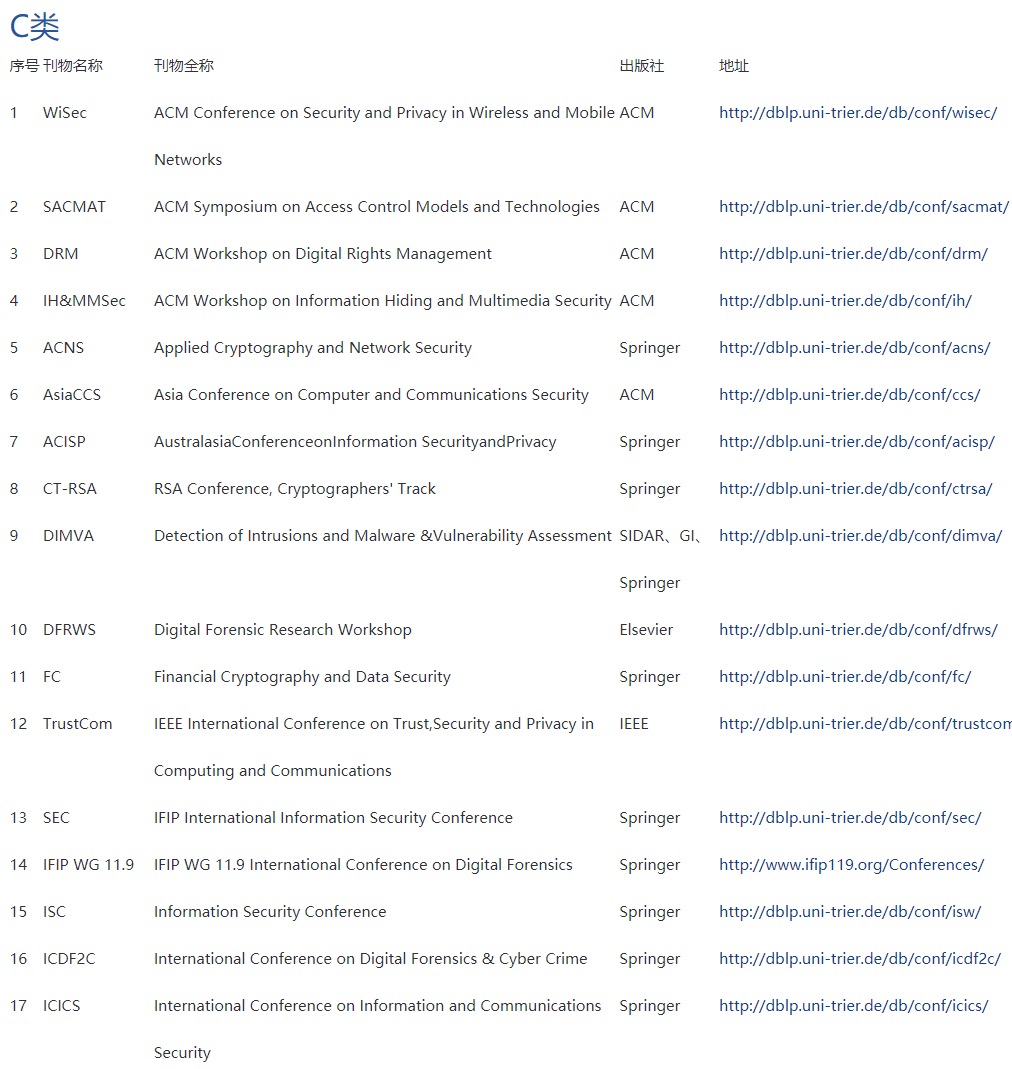 C类
序号 刊物名称 刊物全称 出版社 地址
1 WiSec ACM Conference on Security and Privacy in Wireless and Mobile ACM http://dblp.uni-trier.de/db/conf/wisec/
Networks
2 SACMAT ACM Symposium on Access Control Models and Technologies ACM http://dblp.uni-trier.de/db/conf/sacmat/
3 DRM ACM Workshop on Digital Rights Management ACM http://dblp.uni-trier.de/db/conf/drm/
4 IH&MMSec ACM Workshop on Information Hiding and Multimedia Security ACM http://dblp.uni-trier.de/db/conf/ih/
5 ACNS Applied Cryptography and Network Security Springer http://dblp.uni-trier.de/db/conf/acns/
6 AsiaCCS Asia Conference on Computer and Communications Security ACM http://dblp.uni-trier.de/db/conf/ccs/
7 ACISP AustralasiaConferenceonInformation SecurityandPrivacy Springer http://dblp.uni-trier.de/db/conf/acisp/
8 CT-RSA RSA Conference, Cryptographers' Track Springer http://dblp.uni-trier.de/db/conf/ctrsa/
9 DIMVA Detection of Intrusions and Malware &Vulnerability Assessment SIDAR、GI、 http://dblp.uni-trier.de/db/conf/dimva/
Springer
10 DFRWS Digital Forensic Research Workshop Elsevier http://dblp.uni-trier.de/db/conf/dfrws/
11 FC Financial Cryptography and Data Security Springer http://dblp.uni-trier.de/db/conf/fc/
12 TrustCom IEEE International Conference on Trust,Security and Privacy in IEEE http://dblp.uni-trier.de/db/conf/trustcom
Computing and Communications
13 SEC IFIP International Information Security Conference Springer http://dblp.uni-trier.de/db/conf/sec/
14 IFIP WG 11.9 IFIP WG 11.9 International Conference on Digital Forensics Springer http://www.ifip119.org/Conferences/
15 ISC Information Security Conference Springer http://dblp.uni-trier.de/db/conf/isw/
16 ICDF2C International Conference on Digital Forensics & Cyber Crime Springer http://dblp.uni-trier.de/db/conf/icdf2c/
17 ICICS International Conference on Information and Communications Springer http://dblp.uni-trier.de/db/conf/icics/
Security